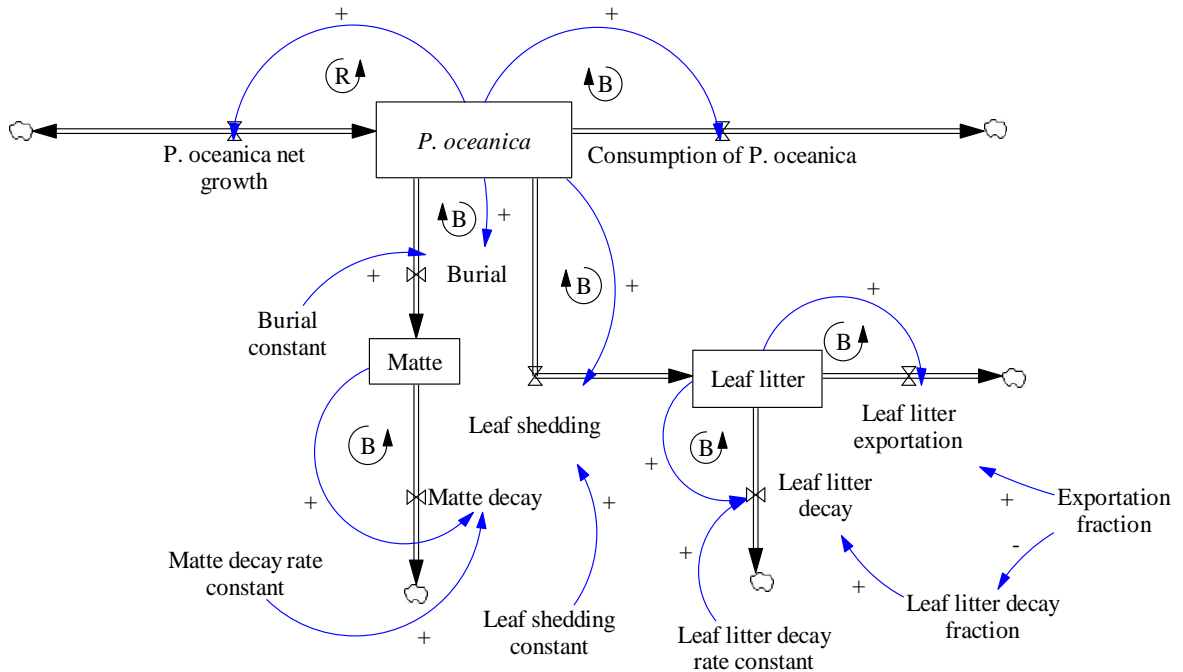 +
+
R
B
P. oceanica
P. oceanica net
growth
Consumption of P. oceanica
B
+
+
Burial
B
+
+
Burial
constant
B
Matte
Leaf litter
Leaf shedding
Leaf litter
exportation
B
B
+
Matte decay
Leaf litter
decay
+
+
+
Exportation
fraction
Matte decay rate
constant
+
-
+
+
Leaf shedding
constant
Leaf litter decay
rate constant
Leaf litter decay
fraction